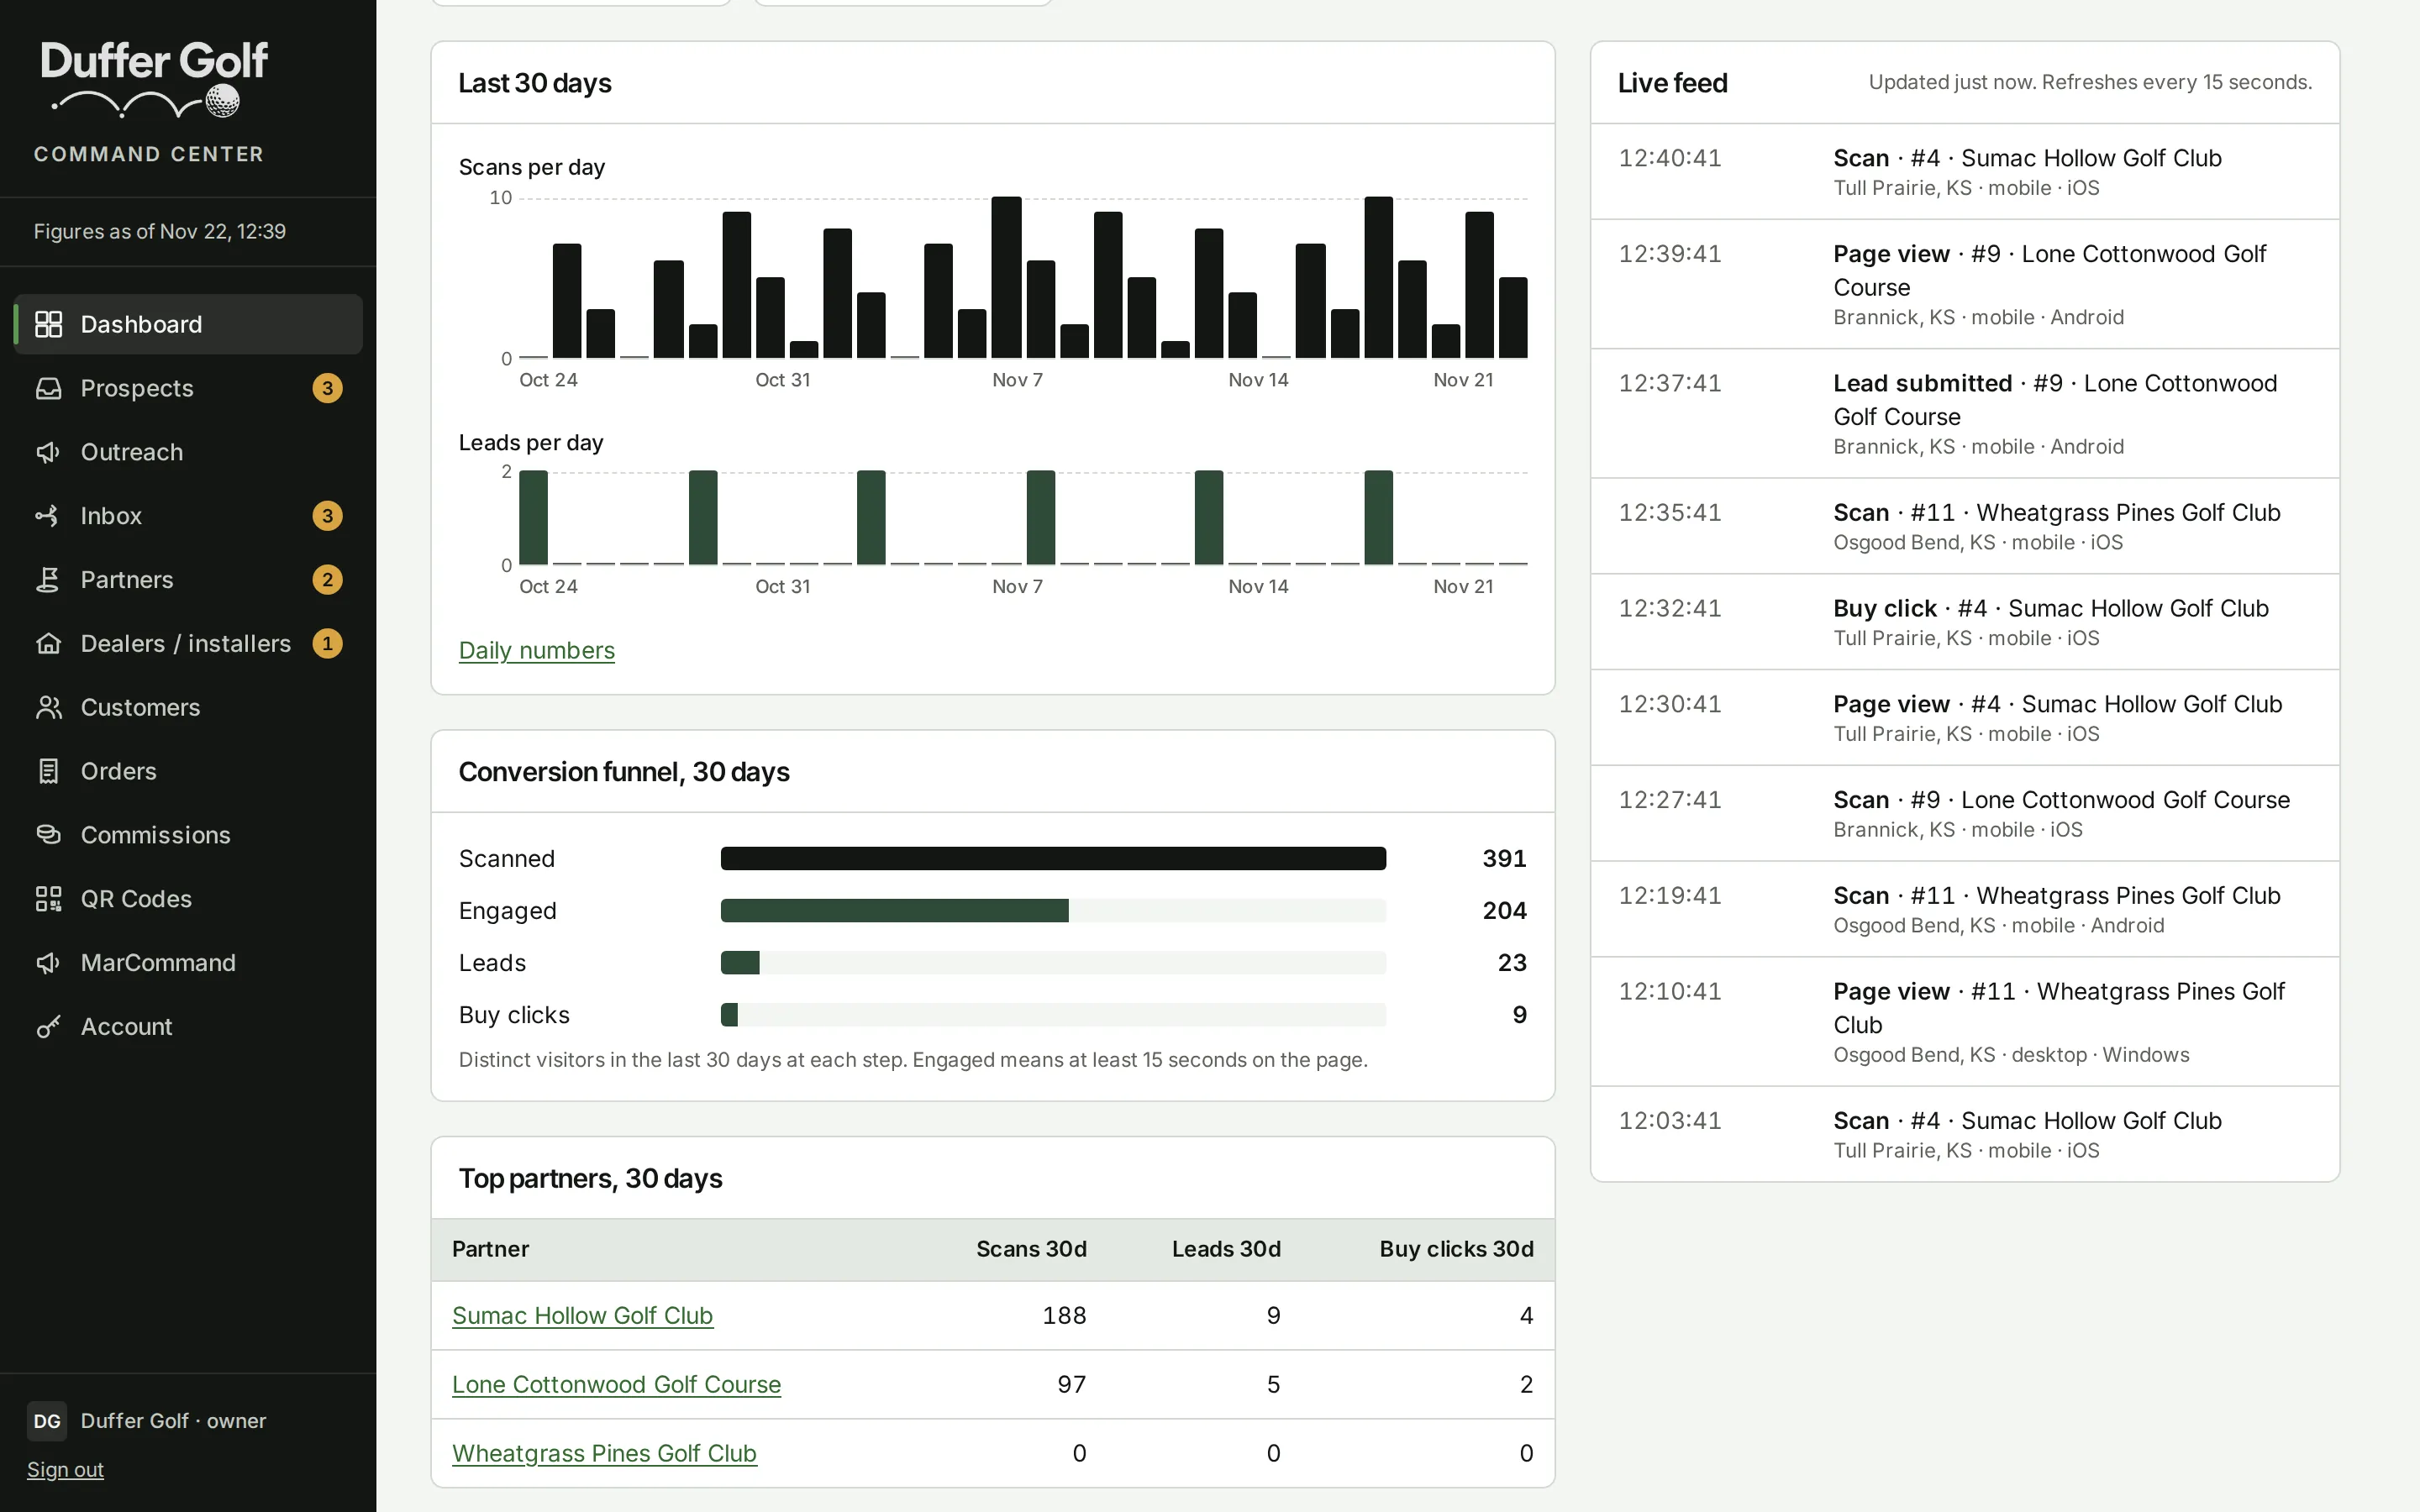 Duffer Golf
COMMAND CENTER
Figures as of Nov 22, 12:39
Dashboard
Prospects 3
Outreach
Inbox 3
Partners 2
Dealers / installers 1
Customers
Orders
Commissions
QR Codes
MarCommand
Account
DG Duffer Golf · owner
Sign out
Last 30 days
Scans per day
10
0
Oct 24 Oct 31 Nov 7 Nov 14 Nov 21
Leads per day
2
0
Oct 24 Oct 31 Nov 7 Nov 14 Nov 21
Daily numbers
Conversion funnel, 30 days
Scanned 391
Engaged 204
Leads 23
Buy clicks 9
Distinct visitors in the last 30 days at each step. Engaged means at least 15 seconds on the page.
Top partners, 30 days
Partner Scans 30d Leads 30d Buy clicks 30d
Sumac Hollow Golf Club 188 9 4
Lone Cottonwood Golf Course 97 5 2
Wheatgrass Pines Golf Club 0 0 0
Live feed Updated just now. Refreshes every 15 seconds.
12:40:41 Scan · #4 · Sumac Hollow Golf Club
Tull Prairie, KS · mobile · iOS
12:39:41 Page view · #9 · Lone Cottonwood Golf
Course
Brannick, KS · mobile · Android
12:37:41 Lead submitted · #9 · Lone Cottonwood
Golf Course
Brannick, KS · mobile · Android
12:35:41 Scan · #11 · Wheatgrass Pines Golf Club
Osgood Bend, KS · mobile · iOS
12:32:41 Buy click · #4 · Sumac Hollow Golf Club
Tull Prairie, KS · mobile · iOS
12:30:41 Page view · #4 · Sumac Hollow Golf Club
Tull Prairie, KS · mobile · iOS
12:27:41 Scan · #9 · Lone Cottonwood Golf Course
Brannick, KS · mobile · iOS
12:19:41 Scan · #11 · Wheatgrass Pines Golf Club
Osgood Bend, KS · mobile · Android
12:10:41 Page view · #11 · Wheatgrass Pines Golf
Club
Osgood Bend, KS · desktop · Windows
12:03:41 Scan · #4 · Sumac Hollow Golf Club
Tull Prairie, KS · mobile · iOS